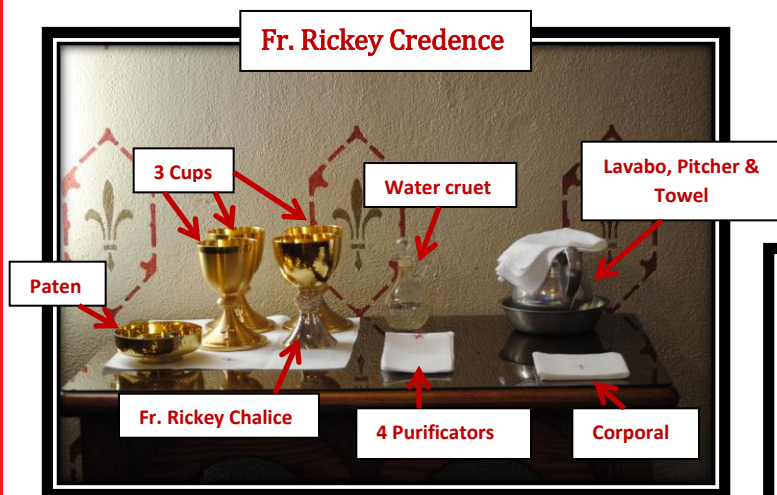 Fr. Rickey Credence
3 Cups
Water cruet
Lavabo, Pitcher &
Towel
Paten
Fr. Rickey Chalice
4 Purificators
Corporal